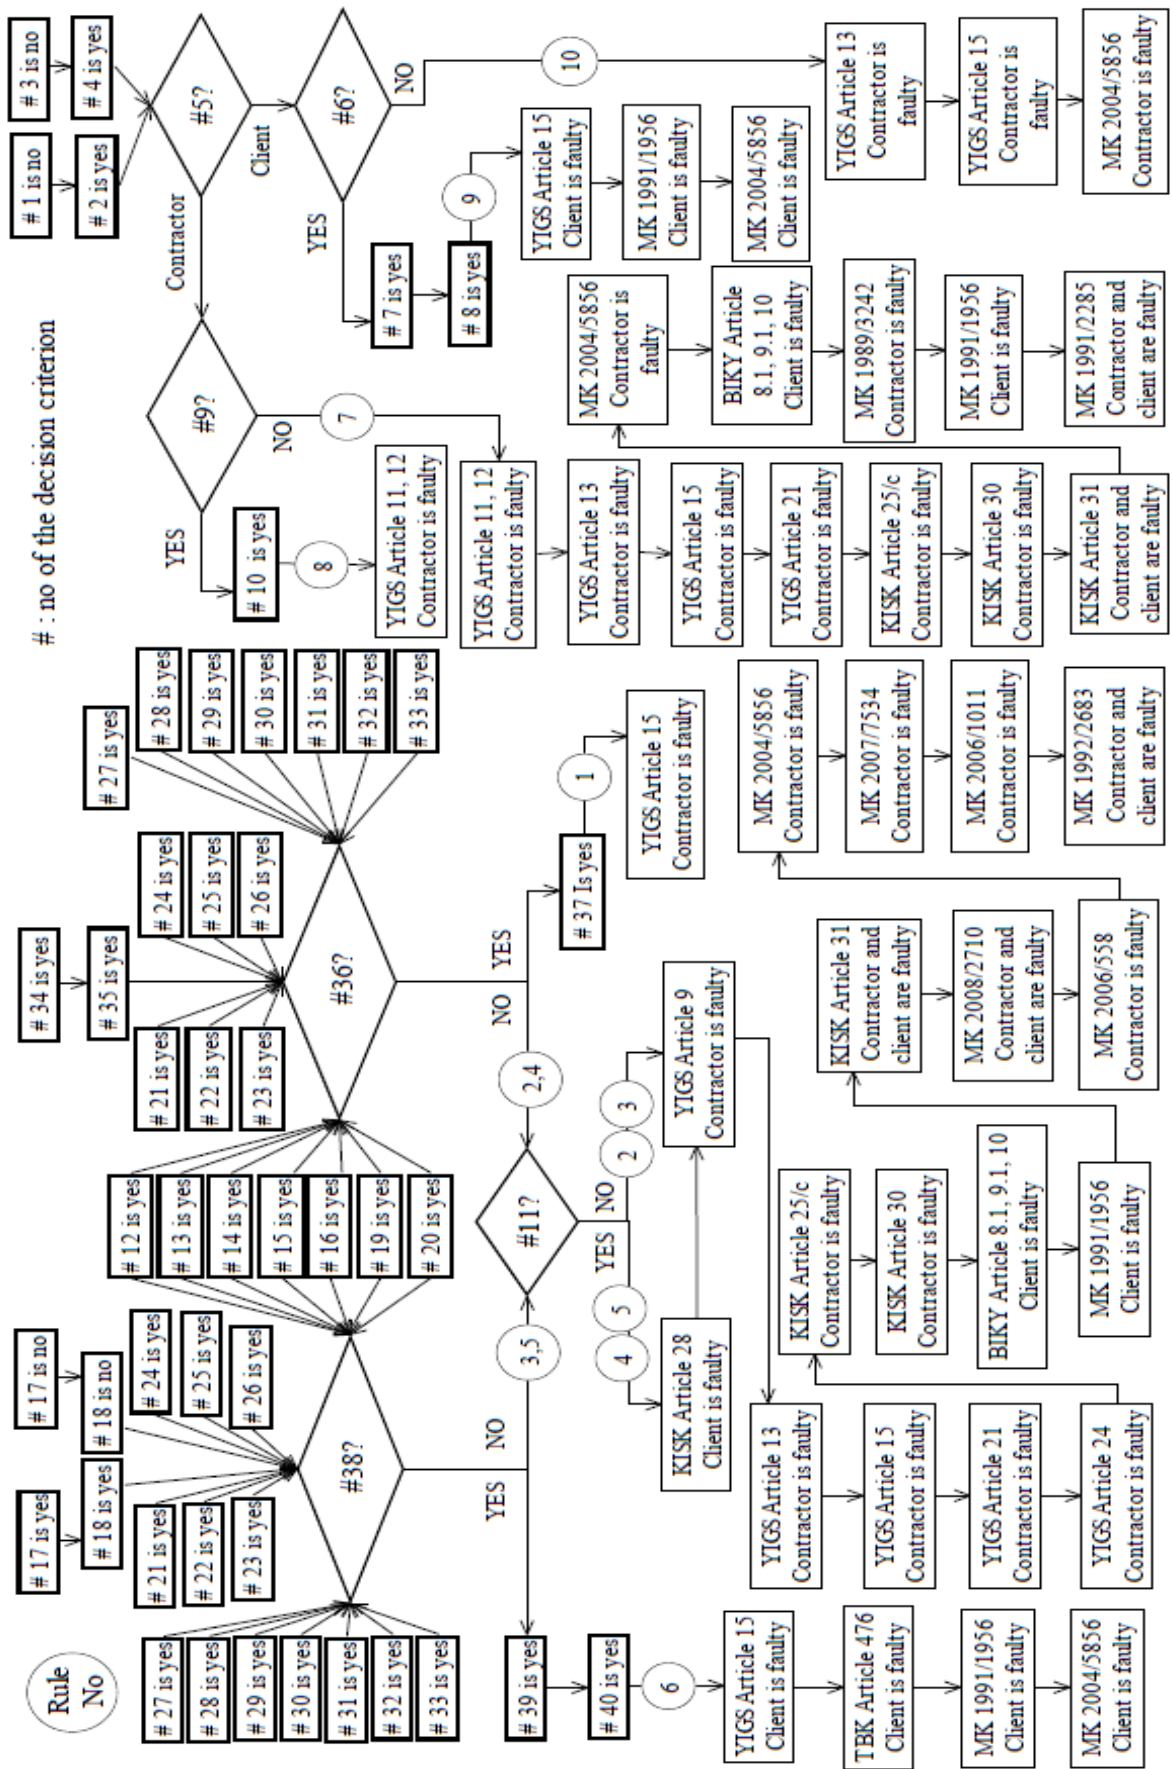 Rule
No
# : no of the decision criterion
# 17 is yes
# 18 is yes
# 17 is no
# 18 is no
# 21 is yes
# 22 is yes
# 23 is yes
# 24 is yes
# 25 is yes
# 26 is yes
# 27 is yes
# 28 is yes
# 29 is yes
# 30 is yes
# 31 is yes
# 32 is yes
# 33 is yes
#38?
# 12 is yes
# 13 is yes
# 14 is yes
# 15 is yes
# 16 is yes
# 19 is yes
# 20 is yes
# 34 is yes
# 35 is yes
# 21 is yes
# 22 is yes
# 23 is yes
# 24 is yes
# 25 is yes
# 26 is yes
#36?
# 27 is yes
# 28 is yes
# 29 is yes
# 30 is yes
# 31 is yes
# 32 is yes
# 33 is yes
YES
NO
# 39 is yes
# 40 is yes
6
YIGS Article 15
Client is faulty
TBK Article 476
Client is faulty
MK 1991/1956
Client is faulty
MK 2004/5856
Client is faulty
3,5
#11?
2,4
NO
YES
# 37 Is yes
1
YIGS Article 15
Contractor is faulty
YES
NO
4
5
2
3
KISK Article 28
Client is faulty
YIGS Article 9
Contractor is faulty
YIGS Article 13
Contractor is faulty
YIGS Article 15
Contractor is faulty
YIGS Article 21
Contractor is faulty
YIGS Article 24
Contractor is faulty
KISK Article 25/c
Contractor is faulty
KISK Article 30
Contractor is faulty
BIKY Article 8.1, 9.1, 10
Client is faulty
MK 1991/1956
Client is faulty
KISK Article 31
Contractor and
client are faulty
MK 2008/2710
Contractor and
client are faulty
MK 2006/558
Contractor is faulty
MK 2004/5856
Contractor is faulty
MK 2007/7534
Contractor is faulty
MK 2006/1011
Contractor is faulty
MK 1992/2683
Contractor and
client are faulty
# 1 is no
# 2 is yes
# 3 is no
# 4 is yes
#5?
Contractor
Client
#9?
YES
NO
# 10 is yes
8
7
YIGS Article 11, 12
Contractor is faulty
YIGS Article 11, 12
Contractor is faulty
YIGS Article 13
Contractor is faulty
YIGS Article 15
Contractor is faulty
YIGS Article 21
Contractor is faulty
KISK Article 25/c
Contractor is faulty
KISK Article 30
Contractor is faulty
KISK Article 31
Contractor and
client are faulty
MK 2004/5856
Contractor is
faulty
BIKY Article
8.1, 9.1, 10
Client is faulty
MK 1989/3242
Contractor is faulty
MK 1991/1956
Client is faulty
MK 1991/2285
Contractor and
client are faulty
#6?
YES
NO
# 7 is yes
# 8 is yes
9
YIGS Article 15
Client is faulty
MK 1991/1956
Client is faulty
MK 2004/5856
Client is faulty
10
YIGS Article 13
Contractor is
faulty
YIGS Article 15
Contractor is
faulty
MK 2004/5856
Contractor is faulty